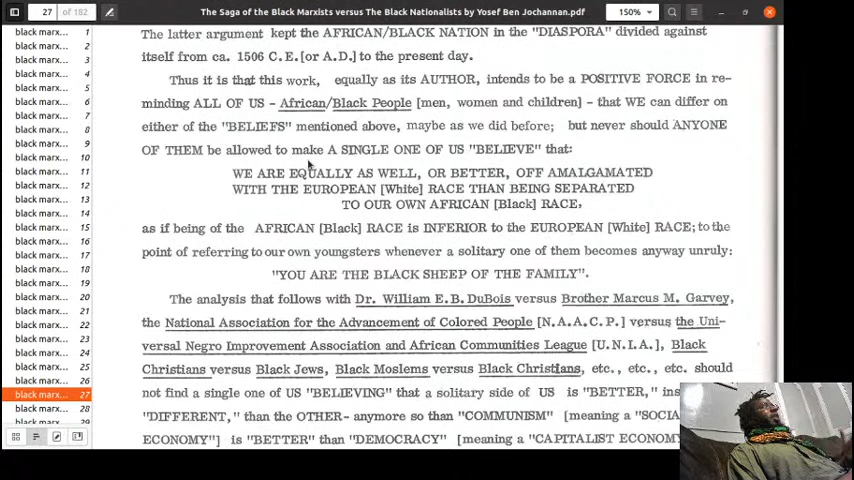 27 of 182
The Saga of the Black Marxists versus The Black Nationalists by Yosef Ben Jochannan.pdf
150%
black marx... 1
black marx... 2
black marx... 3
black marx... 4
black marx... 5
black marx... 6
black marx... 7
black marx... 8
black marx... 9
black marx... 10
black marx... 11
black marx... 12
black marx... 13
black marx... 14
black marx... 15
black marx... 16
black marx... 17
black marx... 18
black marx... 19
black marx... 20
black marx... 21
black marx... 22
black marx... 23
black marx... 24
black marx... 25
black marx... 26
black marx... 27
black marx... 28
black marx... 29
The latter argument kept the AFRICAN/BLACK NATION in the "DIASPORA" divided against
itself from ca. 1506 C.E. [or A.D.] to the present day.
Thus it is that this work, equally as its AUTHOR, intends to be a POSITIVE FORCE in re-
minding ALL OF US - African/Black People [men, women and children] - that WE can differ on
either of the "BELIEFS" mentioned above, maybe as we did before; but never should ANYONE
OF THEM be allowed to make A SINGLE ONE OF US "BELIEVE" that:
WE ARE EQUALLY AS WELL, OR BETTER, OFF AMALGAMATED
WITH THE EUROPEAN [White] RACE THAN BEING SEPARATED
TO OUR OWN AFRICAN [Black] RACE,
as if being of the AFRICAN [Black] RACE is INFERIOR to the EUROPEAN [White] RACE; to the
point of referring to our own youngsters whenever a solitary one of them becomes anyway unruly:
"YOU ARE THE BLACK SHEEP OF THE FAMILY".
The analysis that follows with Dr. William E.B. DuBois versus Brother Marcus M. Garvey,
the National Association for the Advancement of Colored People [N.A.A.C.P.] versus the Uni-
versal Negro Improvement Association and African Communities League [U.N.I.A.], Black
Christians versus Black Jews, Black Moslems versus Black Christians, etc., etc., etc. should
not find a single one of US "BELIEVING" that a solitary side of US is "BETTER," ins
"DIFFERENT," than the OTHER- anymore so than "COMMUNISM" [meaning a "SOCIA
ECONOMY"] is "BETTER" than "DEMOCRACY" [meaning a "CAPITALIST ECONOM